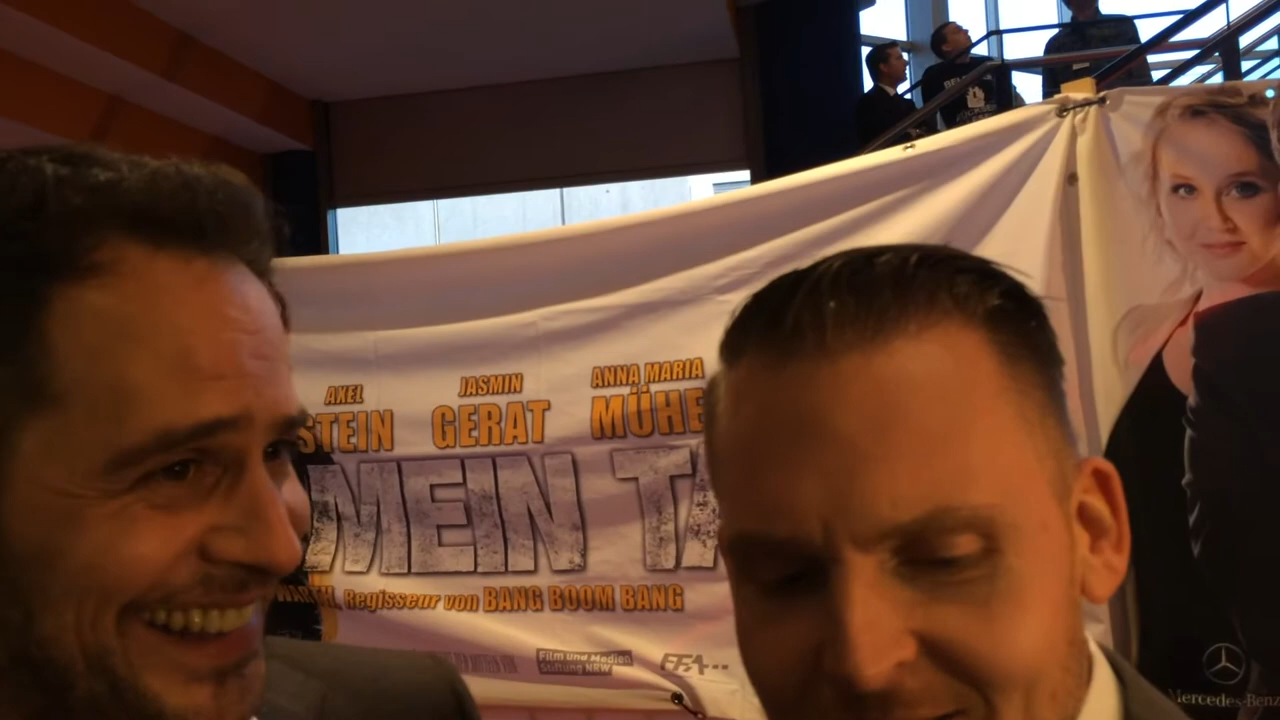 AXEL JASMIN ANNA MARIA
STEIN GERAT MÜHE
MEIN TA
Regisseur von BANG BOOM BANG
Film und Medien
Stiftung NRW
FFA
Mercedes-Benz